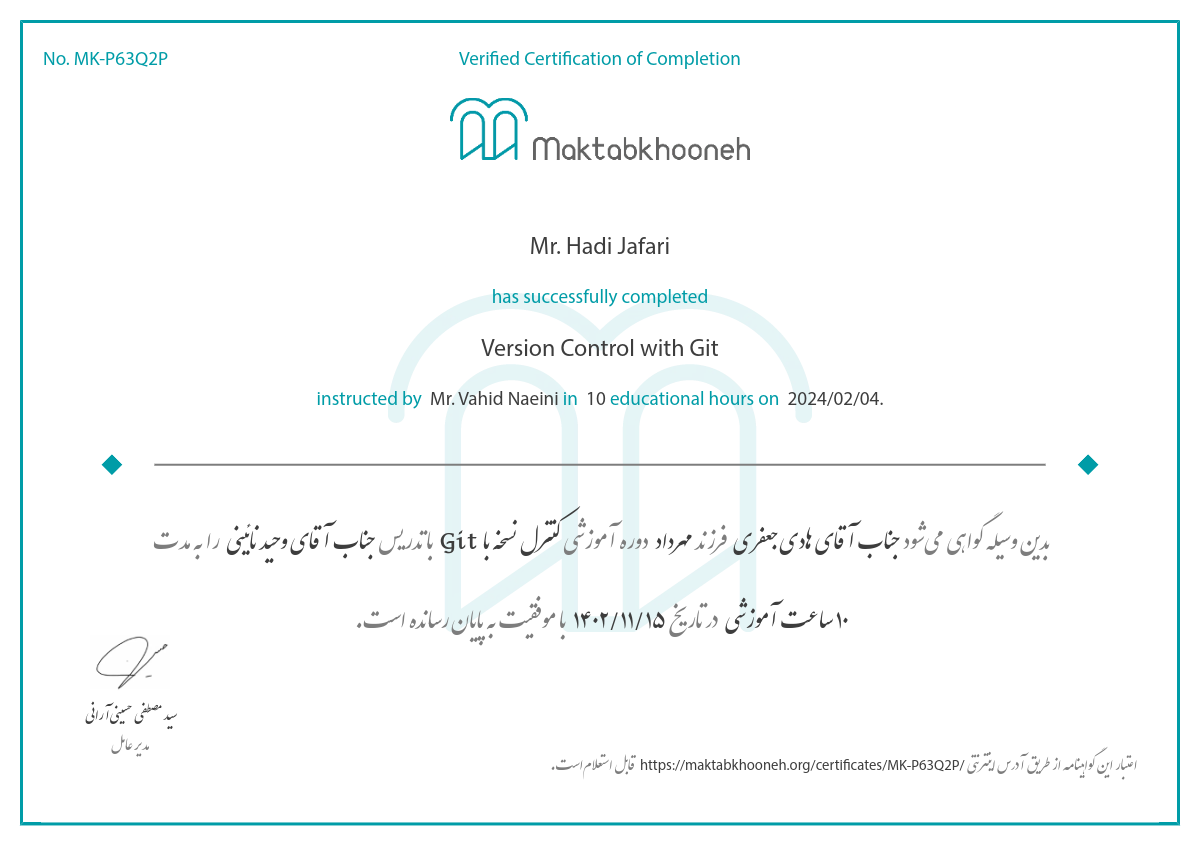 No. MK-P63Q2P
Verified Certification of Completion
Maktabkhooneh
Mr. Hadi Jafari
has successfully completed
Version Control with Git
instructed by Mr. Vahid Naeini in 10 educational hours on 2024/02/04.
بدین وسیله گواهی می‌شود جناب آقای هادی جعفری فرزند مهرداد دوره آموزشی کنترل نسخه با Git با تدریس جناب آقای وحید نائینی را به مدت
۱۰ ساعت آموزشی در تاریخ ۱۴۰۲/۱۱/۱۵ با موفقیت به پایان رسانده است.
سید مصطفی حسینی آرانی
مدیر عامل
اعتبار این گواهینامه از طریق آدرس اینترنتی https://maktabkhooneh.org/certificates/MK-P63Q2P/ قابل استعلام است.